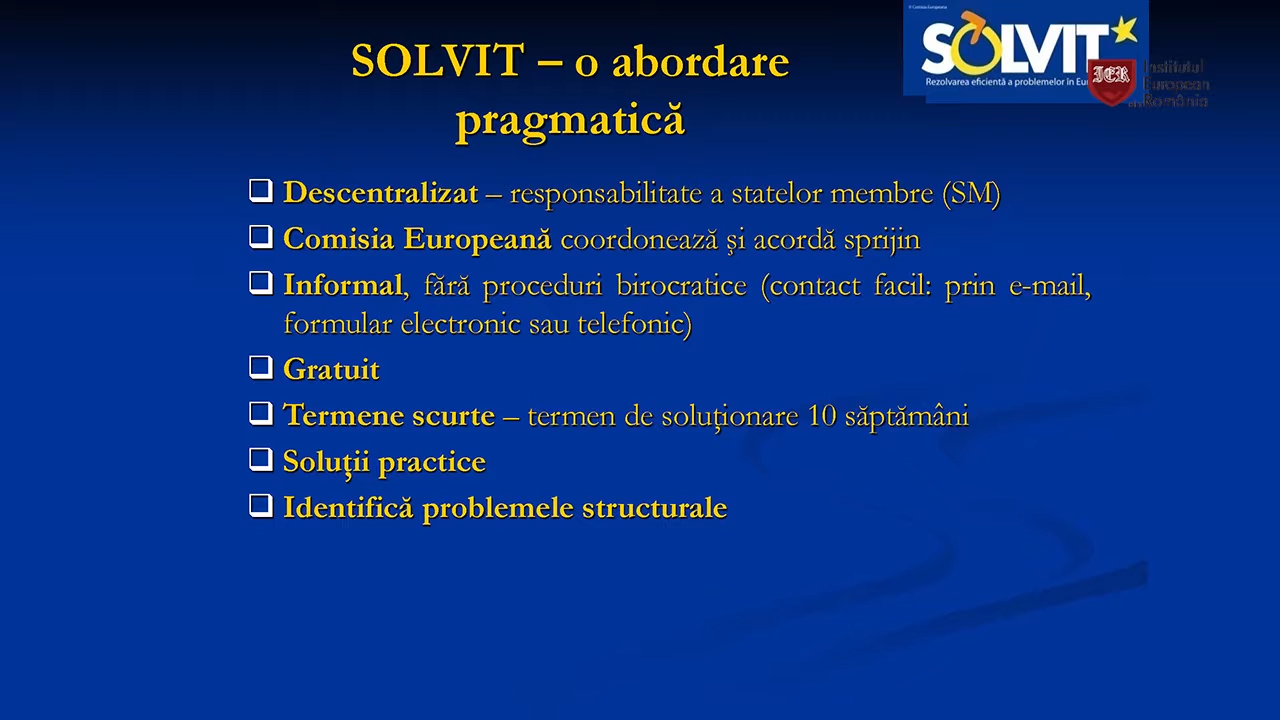 SOLVIT – o abordare
pragmatică
© Comisia Europeana
SOLVIT
Rezolvarea eficientă a problemelor în
IER
Institutul
European
România
Descentralizat – responsabilitate a statelor membre (SM)
Comisia Europeană coordonează şi acordă sprijin
Informal, fără proceduri birocratice (contact facil: prin e-mail,
formular electronic sau telefonic)
Gratuit
Termene scurte – termen de soluţionare 10 săptămâni
Soluţii practice
Identifică problemele structurale